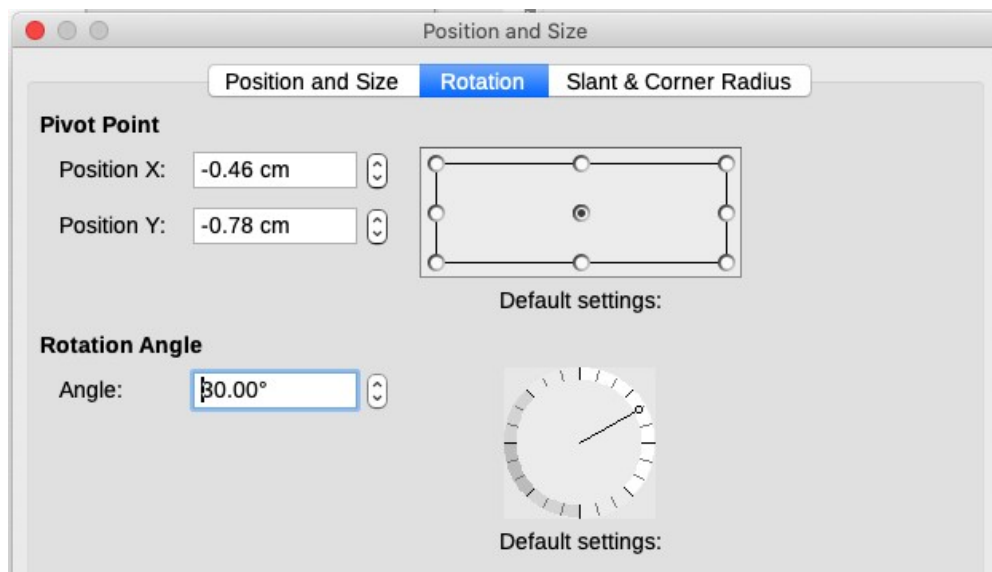 Position and Size
Position and Size Rotation Slant & Corner Radius
Pivot Point
Position X: -0.46 cm
Position Y: -0.78 cm
Default settings:
Rotation Angle
Angle: 30.00°
Default settings: